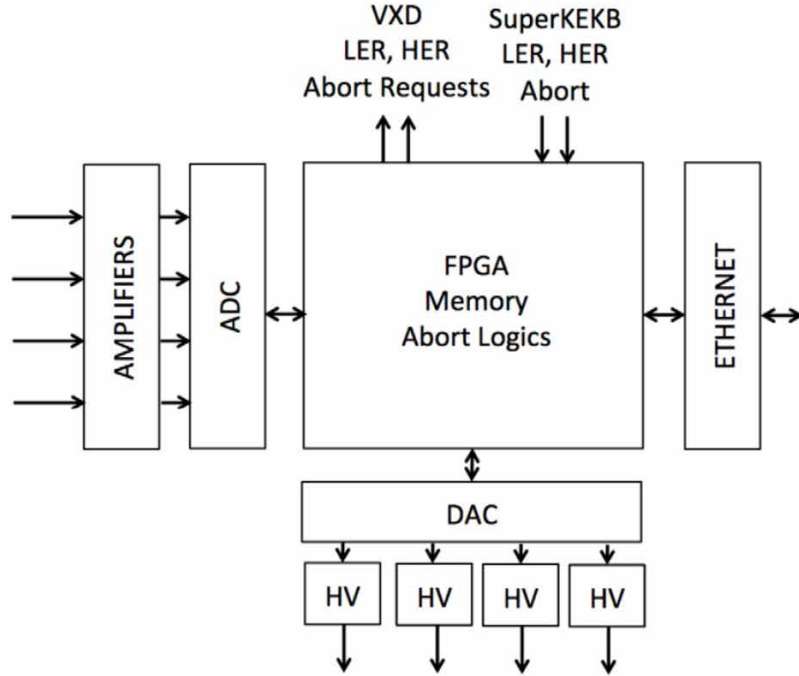 VXD
LER, HER
Abort Requests
SuperKEKB
LER, HER
Abort
AMPLIFIERS
ADC
FPGA
Memory
Abort Logics
ETHERNET
DAC
HV
HV
HV
HV